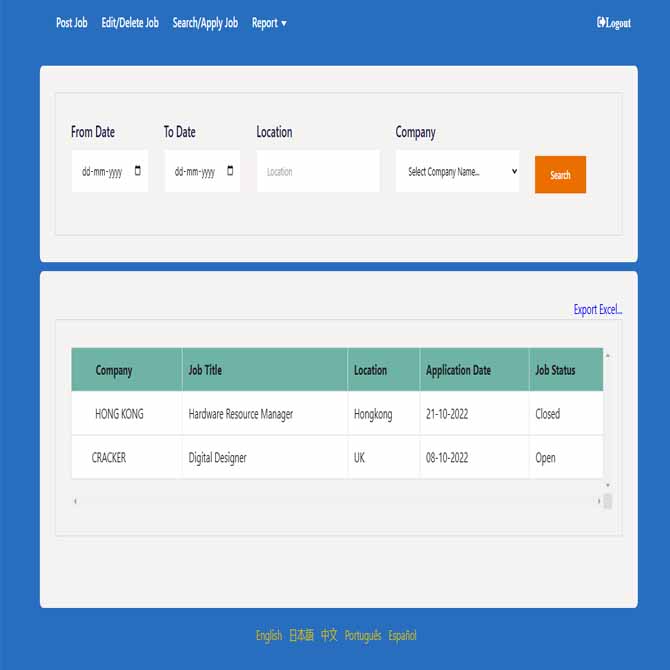 Post Job Edit/Delete Job Search/Apply Job Report Logout
From Date To Date Location Company
dd-mm-yyyy dd-mm-yyyy Location Select Company Name... Search
Export Excel...
Company Job Title Location Application Date Job Status
HONG KONG Hardware Resource Manager Hongkong 21-10-2022 Closed
CRACKER Digital Designer UK 08-10-2022 Open
English 日本語 中文 Português Español